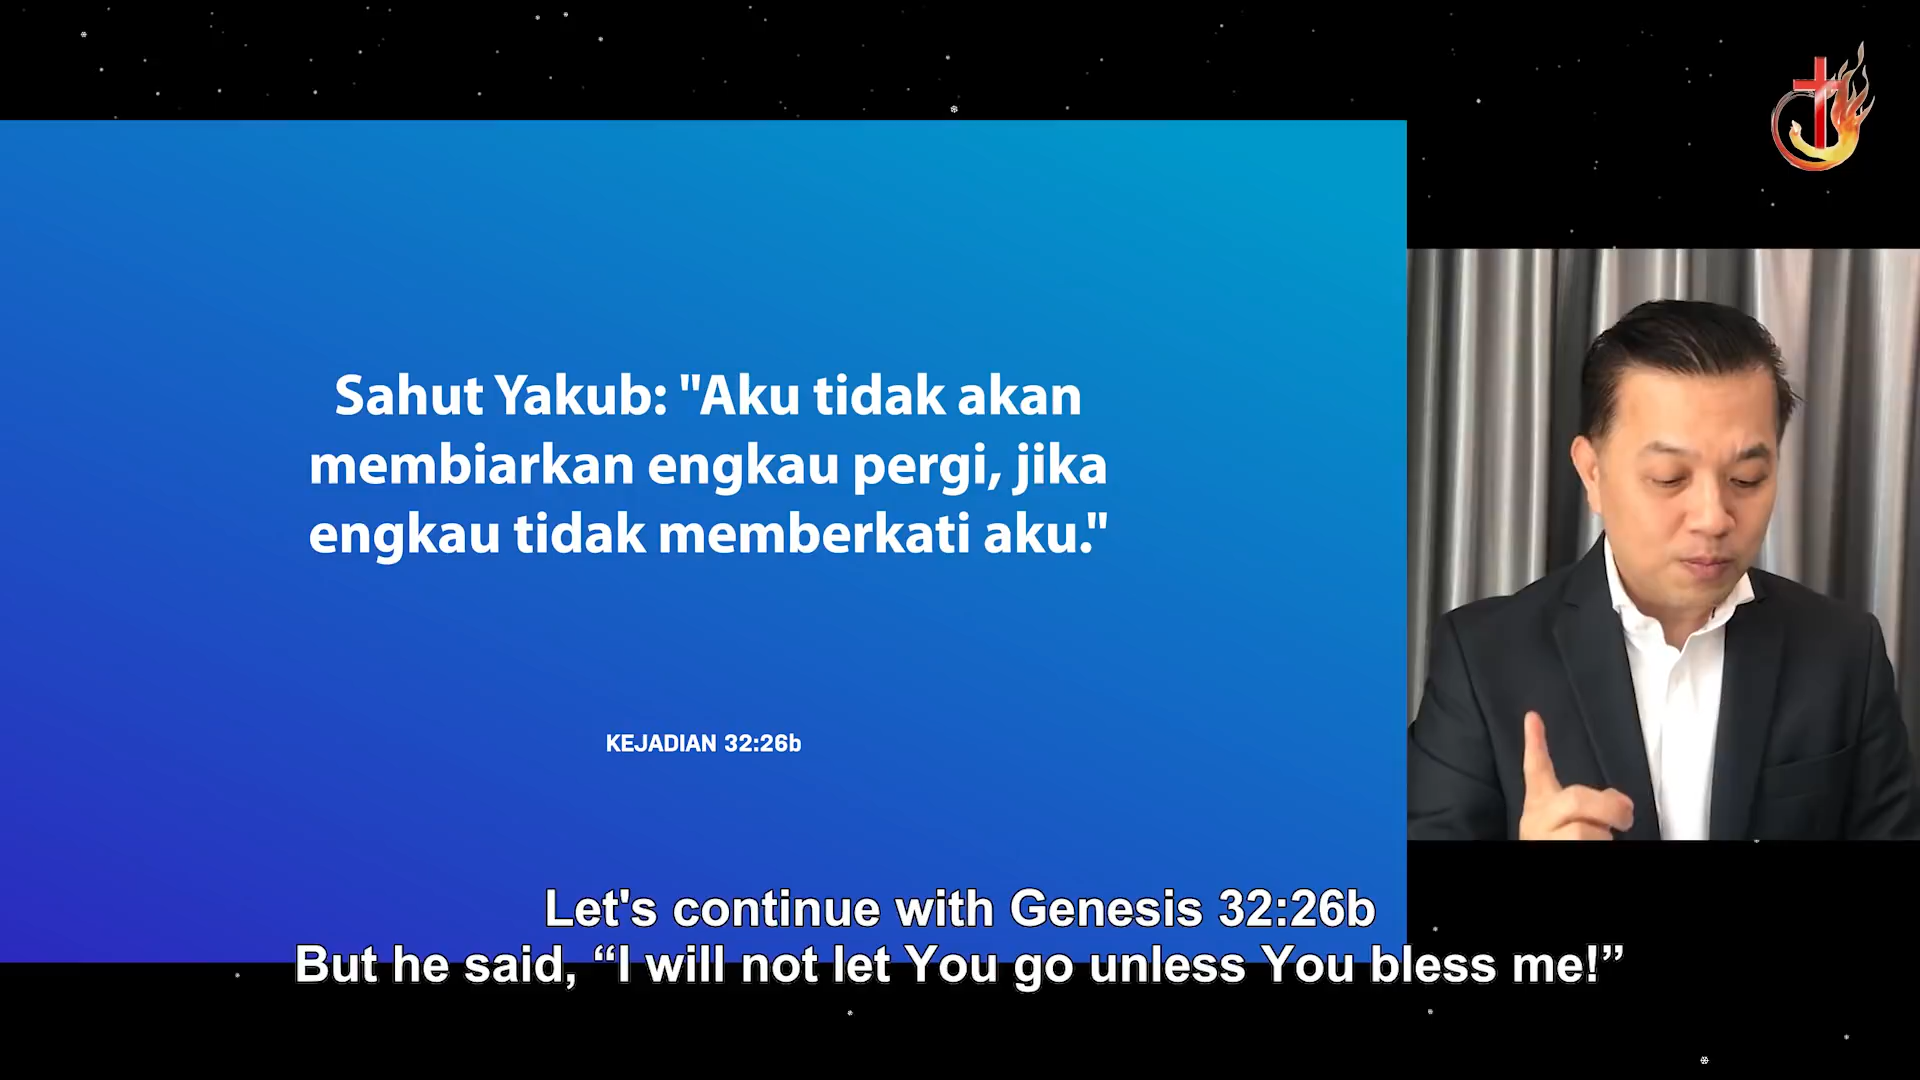 Sahut Yakub: "Aku tidak akan
membiarkan engkau pergi, jika
engkau tidak memberkati aku."
KEJADIAN 32:26b
Let's continue with Genesis 32:26b
But he said, “I will not let You go unless You bless me!”